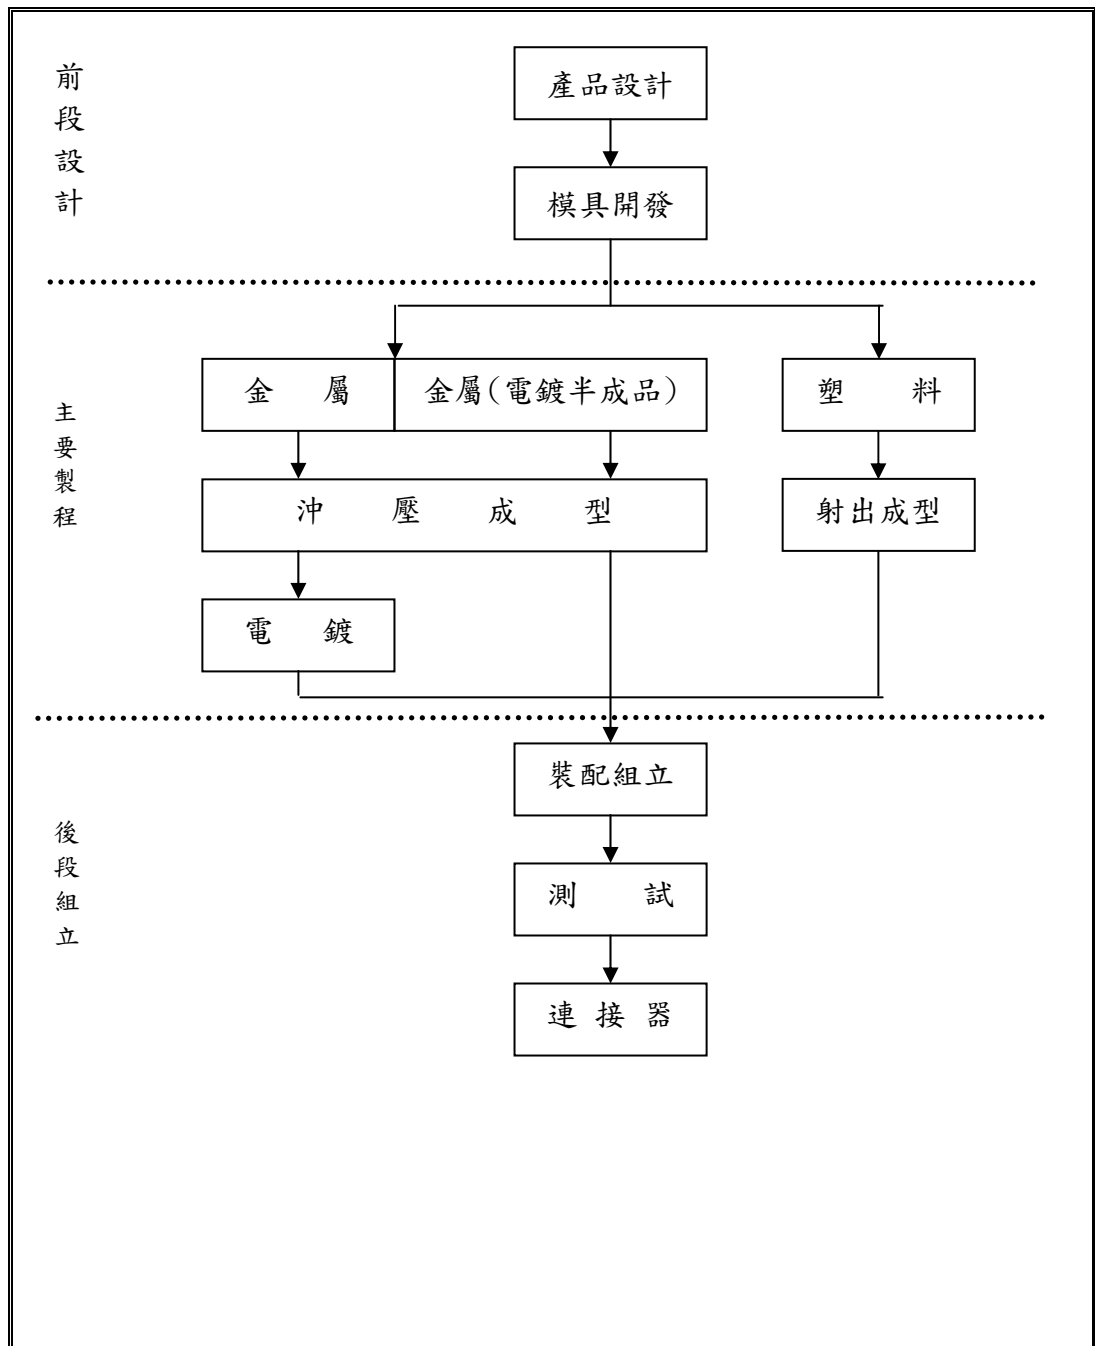 前段設計
產品設計
模具開發
主要製程
金屬
金屬(電鍍半成品)
塑料
沖壓成型
射出成型
電鍍
後段組立
裝配組立
測試
連接器